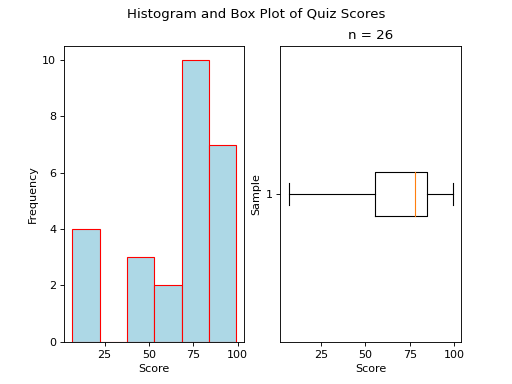 Histogram and Box Plot of Quiz Scores
n = 26
10
8
6
4
2
0
Frequency
25 50 75 100
Score
Sample
1
25 50 75 100
Score